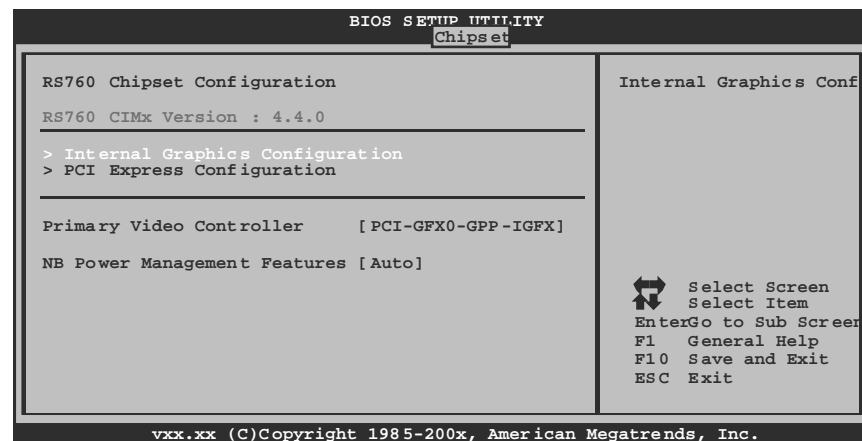 BIOS SETUP UTILITY
Chipset
RS760 Chipset Configuration
RS760 CIMx Version : 4.4.0
> Internal Graphics Configuration
> PCI Express Configuration
Primary Video Controller [PCI-GFX0-GPP-IGFX]
NB Power Management Features [Auto]
Internal Graphics Conf
Select Screen
Select Item
EnterGo to Sub Screen
F1 General Help
F10 Save and Exit
ESC Exit
vxx.xx (C)Copyright 1985-200x, American Megatrends, Inc.